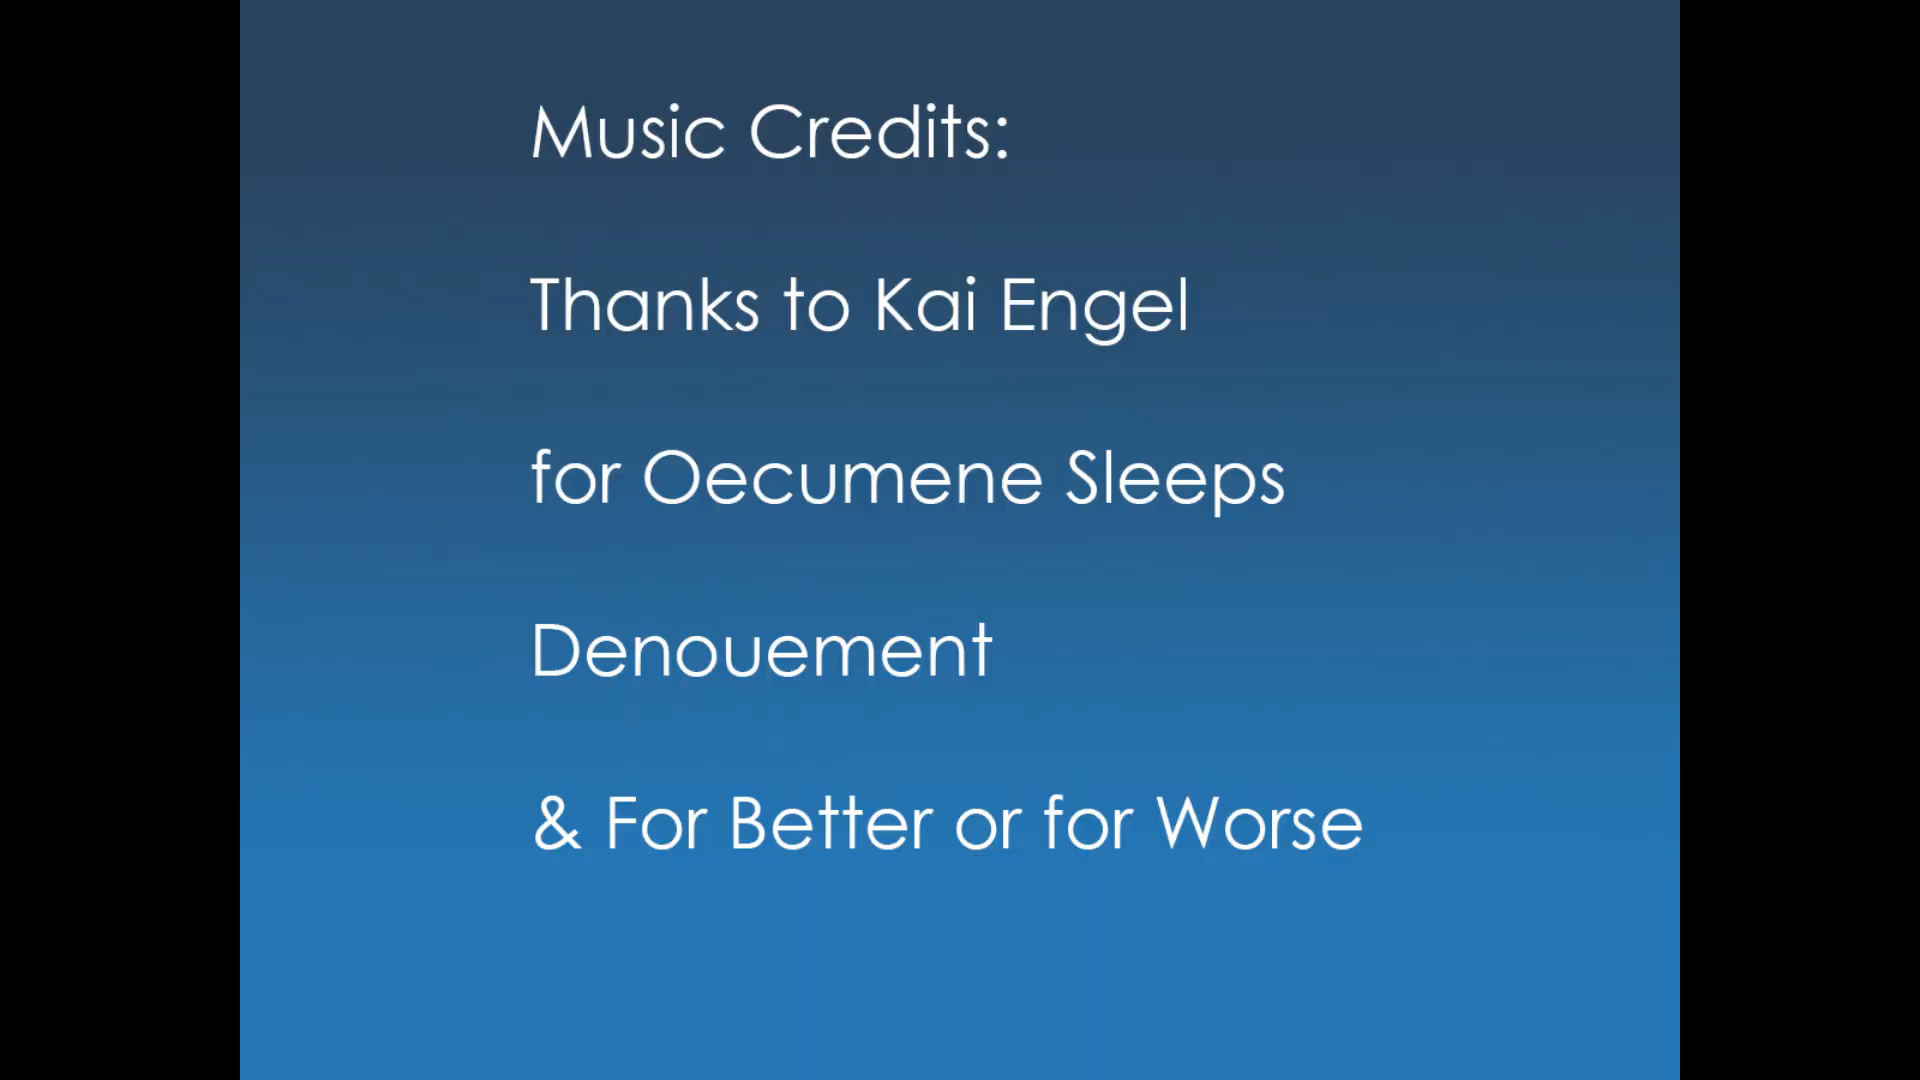 Music Credits:
Thanks to Kai Engel
for Oecumene Sleeps
Denouement
& For Better or for Worse